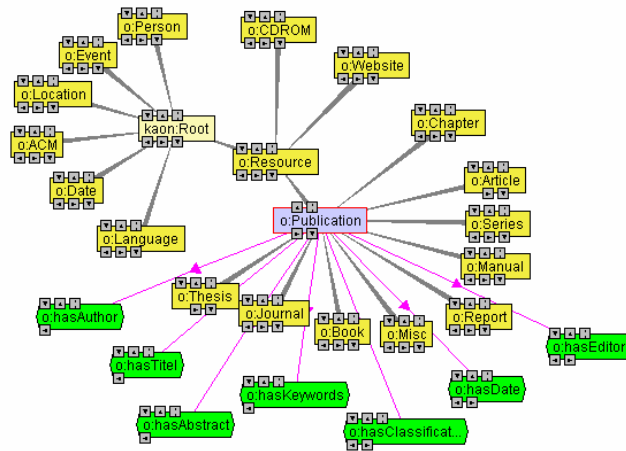 o:Person
o:CDROM
o:Event
o:Website
o:Location
o:Chapter
kaon:Root
o:ACM
o:Resource
o:Article
o:Date
o:Publication
o:Series
o:Language
o:Manual
o:Thesis
o:Journal
o:Report
o:hasAuthor
o:Book
o:Misc
o:hasEditor
o:hasTitel
o:hasKeywords
o:hasDate
o:hasAbstract
o:hasClassificat...